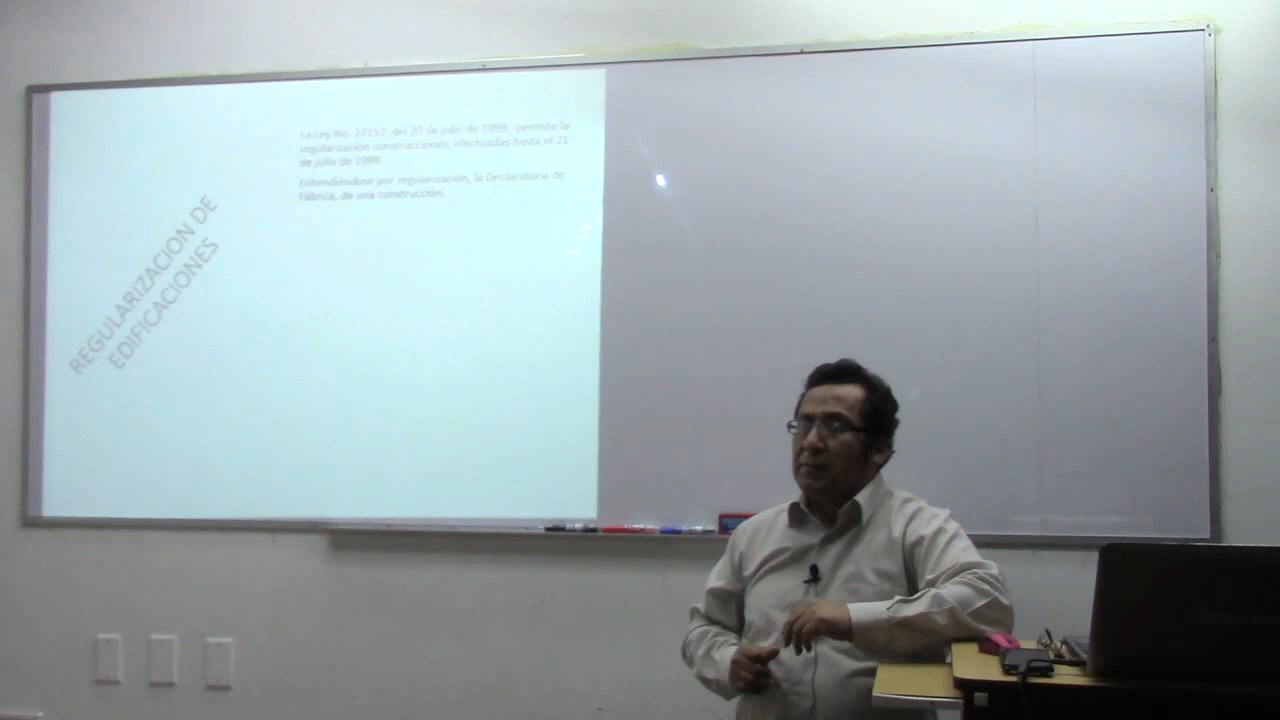 REGULARIZACION DE
EDIFICACIONES
La Ley No. 27157, del 20 de julio de 1999, permite la
regularización construcciones, efectuadas hasta el 21
de julio de 1999
Entendiéndose por regularización, la Declaratoria de
Fábrica, de una construcción.